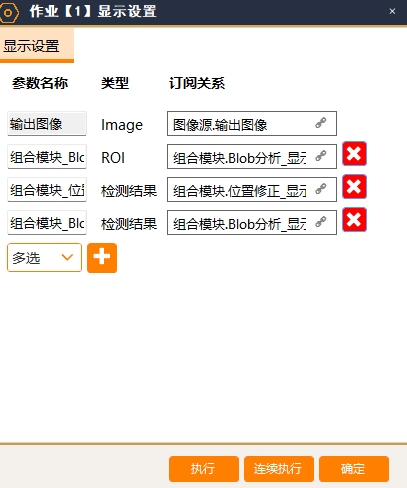 作业【1】显示设置
显示设置
参数名称 类型 订阅关系
输出图像 Image 图像源.输出图像
组合模块_Blo ROI 组合模块.Blob分析_显示
组合模块_位置 检测结果 组合模块.位置修正_显示
组合模块_Blo 检测结果 组合模块.Blob分析_显示
多选
执行 连续执行 确定